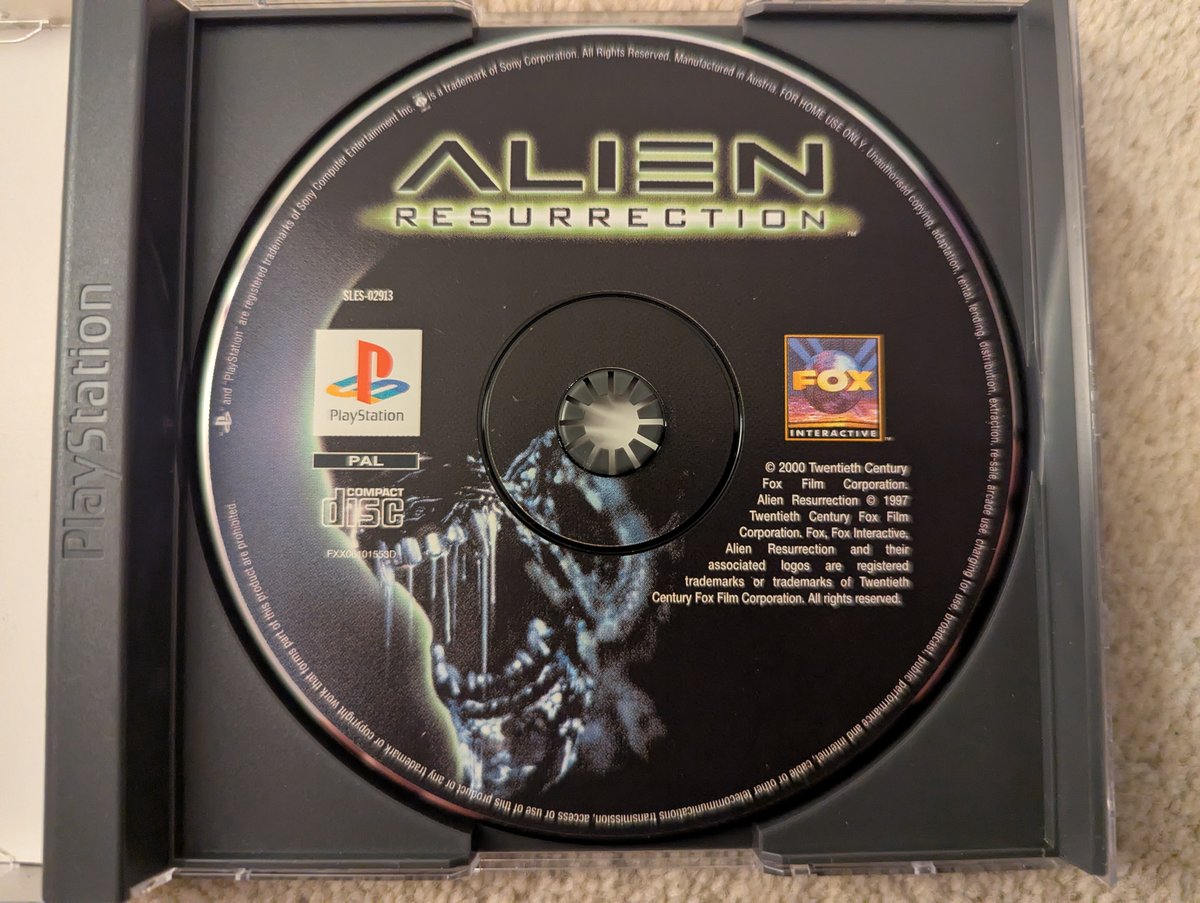 PlayStation
and "PlayStation" are registered trademarks of Sony Computer Entertainment Inc. is a trademark of Sony Corporation. All Rights Reserved. Manufactured in Austria. FOR HOME USE ONLY. Unauthorised copying, adaptation, rental, lending, distribution, extraction, re-sale, arcade use, charging for use, broadcast, public performance and internet, cable or other telecommunications transmission, access or use of this product or any trademark or copyright work that forms part of this product are prohibited.
ALIEN
RESURRECTION
TM
SLES-02913
PlayStation
PAL
COMPACT
disc
FXX06101553D
FOX
INTERACTIVE
TM
© 2000 Twentieth Century
Fox Film Corporation.
Alien Resurrection © 1997
Twentieth Century Fox Film
Corporation. Fox, Fox Interactive,
Alien Resurrection and their
associated logos are registered
trademarks or trademarks of Twentieth
Century Fox Film Corporation. All rights reserved.